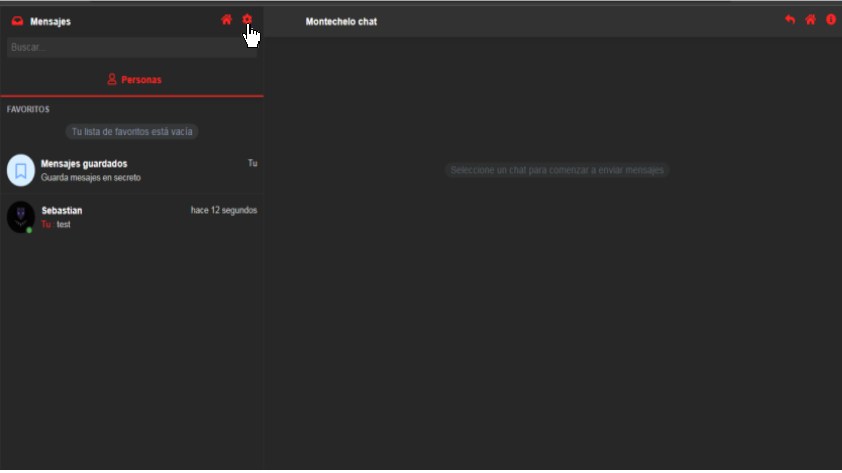 Mensajes
Montechelo chat
Buscar...
Personas
FAVORITOS
Tu lista de favoritos está vacía
Mensajes guardados Tu
Guarda mesajes en secreto
Seleccione un chat para comenzar a enviar mensajes
Sebastian hace 12 segundos
Tu : test